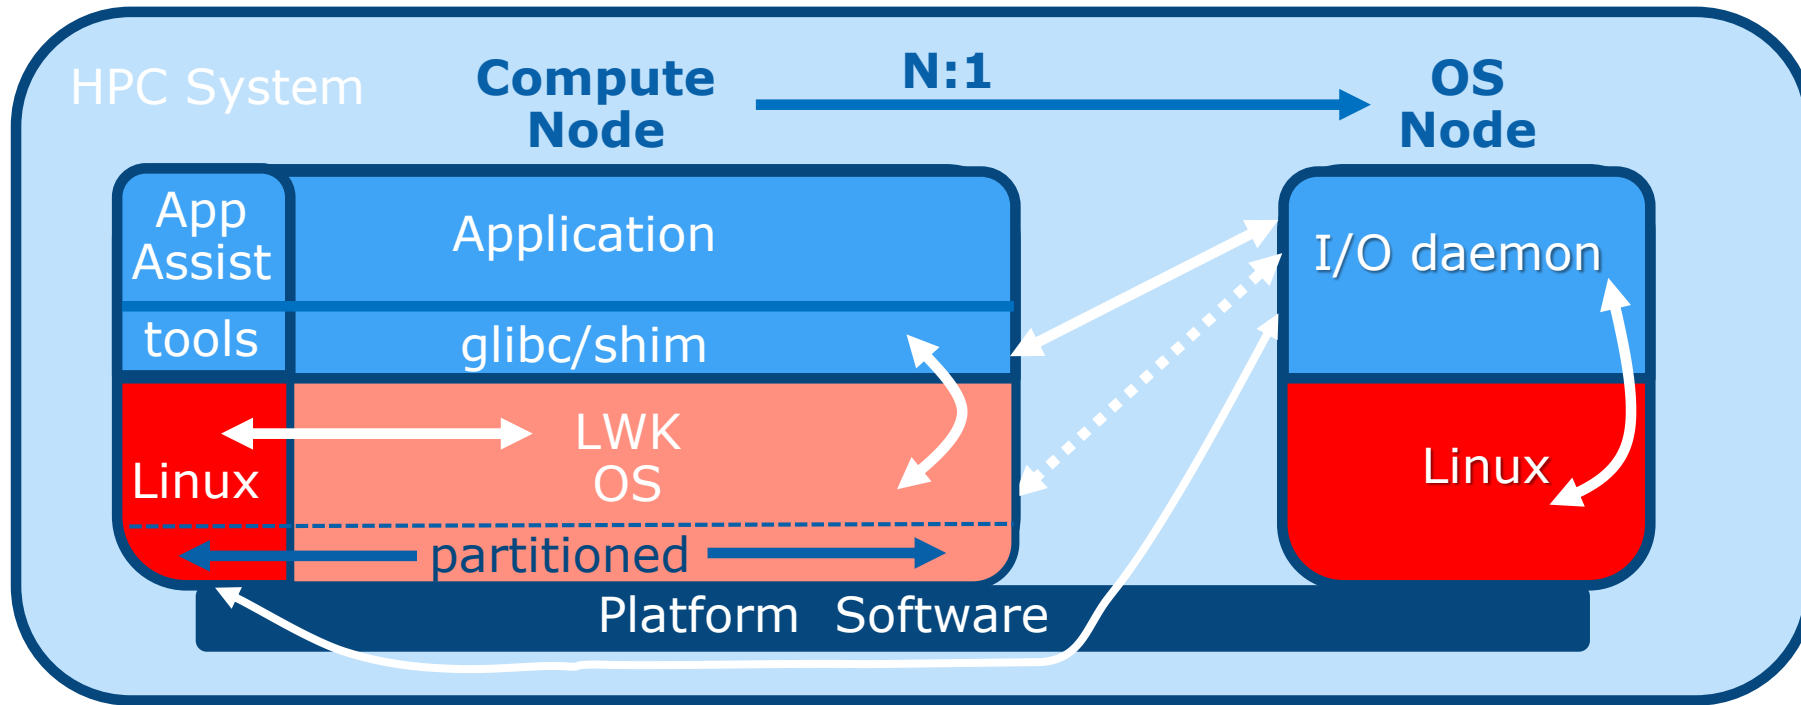 HPC System
Compute
Node
N:1
OS
Node
App
Assist
Application
I/O daemon
tools
glibc/shim
Linux
LWK
OS
Linux
partitioned
Platform Software